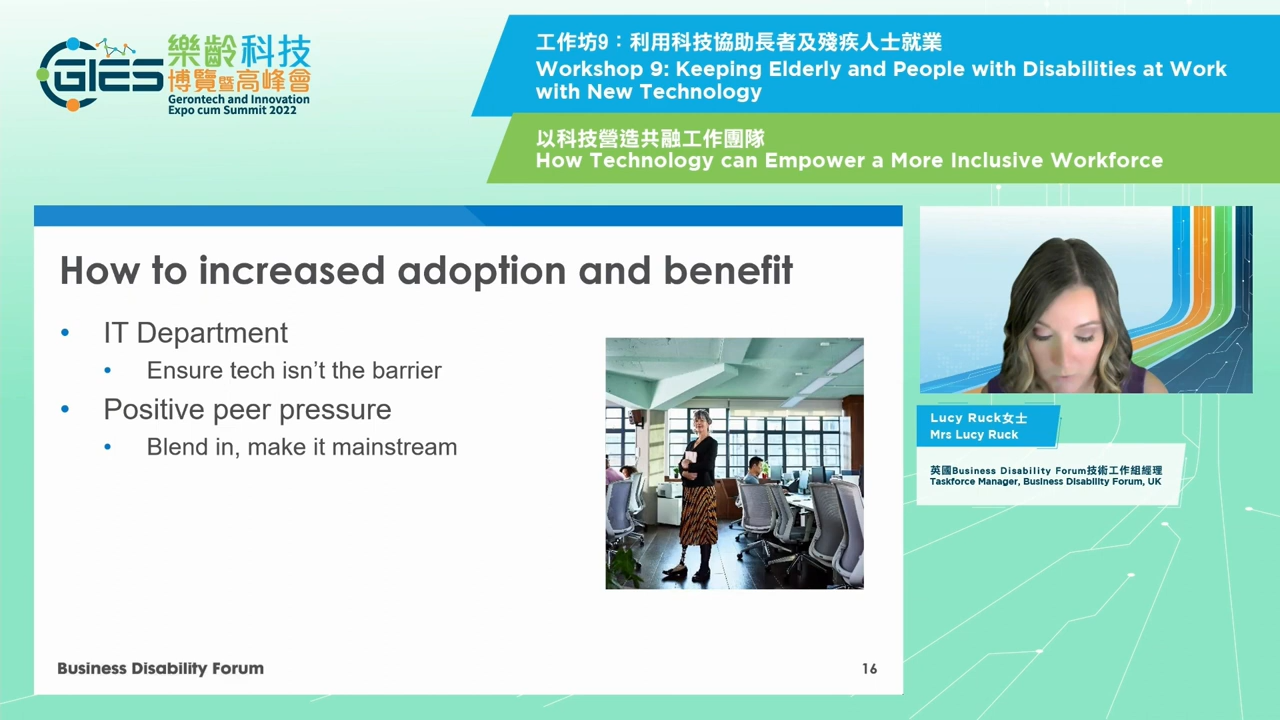 GIES
樂齡科技
博覽暨高峰會
Gerontech and Innovation
Expo cum Summit 2022
工作坊9：利用科技協助長者及殘疾人士就業
Workshop 9: Keeping Elderly and People with Disabilities at Work
with New Technology
以科技營造共融工作團隊
How Technology can Empower a More Inclusive Workforce
How to increased adoption and benefit
• IT Department
• Ensure tech isn’t the barrier
• Positive peer pressure
• Blend in, make it mainstream
Business Disability Forum
16
Lucy Ruck女士
Mrs Lucy Ruck
英國Business Disability Forum技術工作組經理
Taskforce Manager, Business Disability Forum, UK